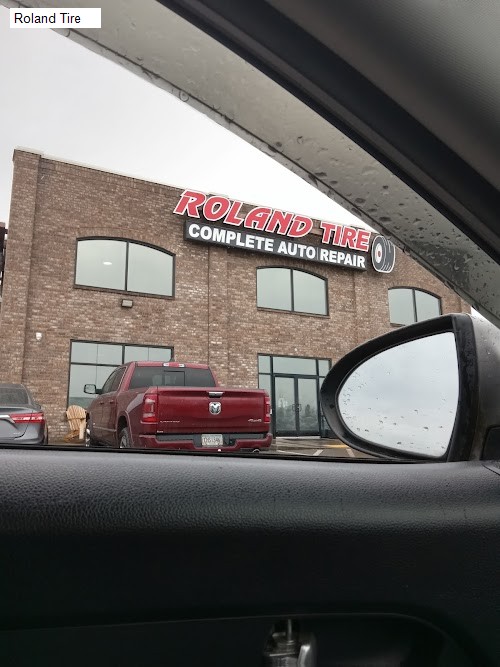 Roland Tire
ROLAND TIRE
COMPLETE AUTO REPAIR